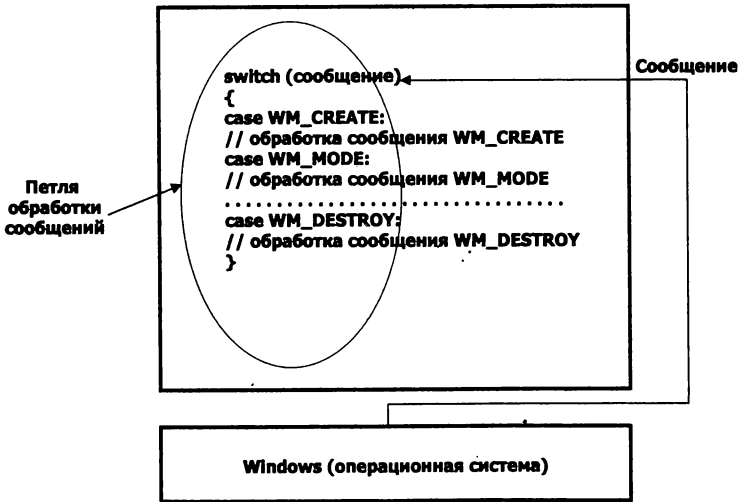 Сообщение
switch (сообщение)
{
case WM_CREATE:
// обработка сообщения WM_CREATE
case WM_MODE:
// обработка сообщения WM_MODE
. . . . . . . . . . . . . . . . . . . . . . . . . . . . . . . . . .
case WM_DESTROY:
// обработка сообщения WM_DESTROY
}
Петля
обработки
сообщений
Windows (операционная система)